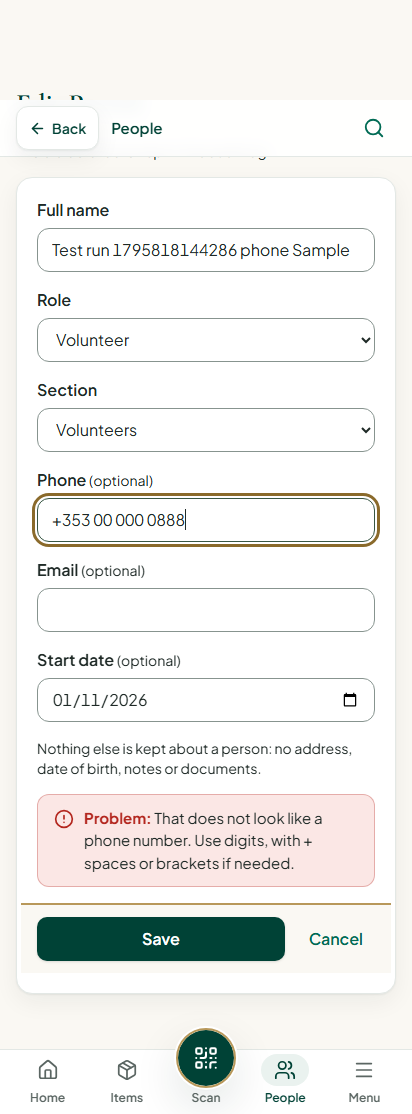 Back
People
Full name
Test run 1795818144286 phone Sample
Role
Volunteer
Section
Volunteers
Phone (optional)
+353 00 000 0888
Email (optional)
Start date (optional)
01/11/2026
Nothing else is kept about a person: no address,
date of birth, notes or documents.
Problem: That does not look like a
phone number. Use digits, with +
spaces or brackets if needed.
Save
Cancel
Home
Items
Scan
People
Menu